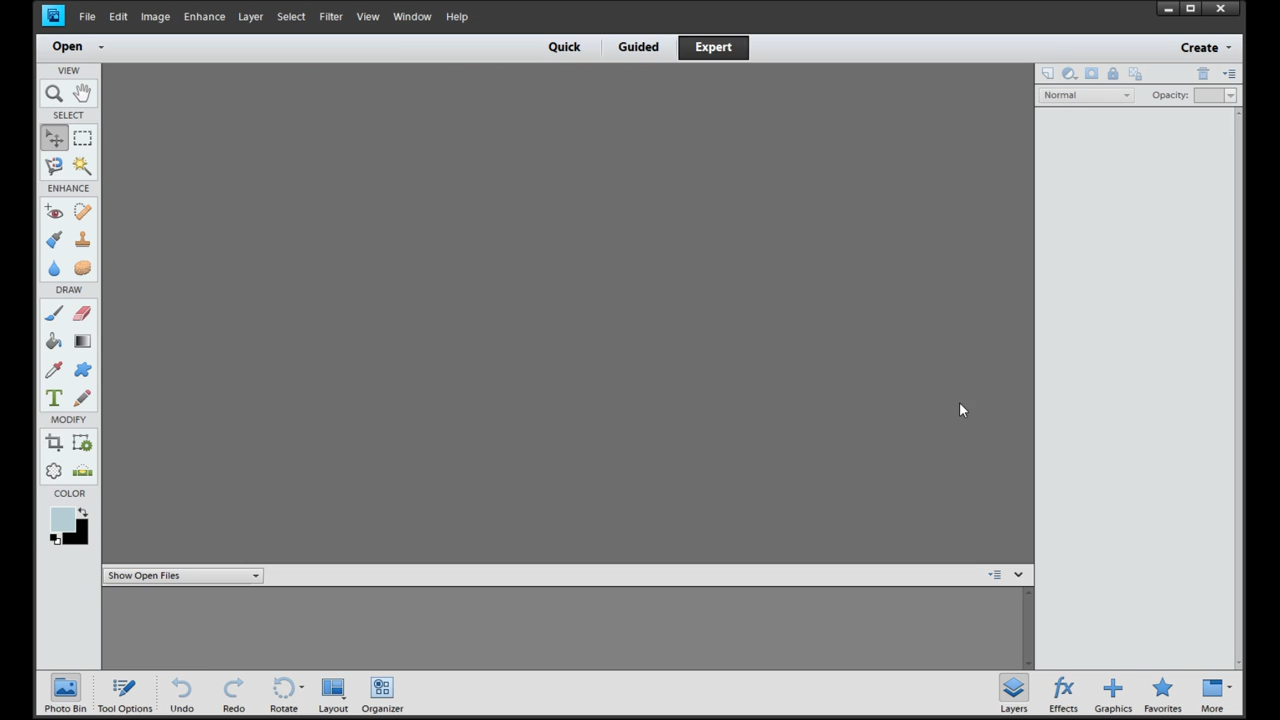 File Edit Image Enhance Layer Select Filter View Window Help
Open Quick Guided Expert Create
VIEW
Normal Opacity:
SELECT
ENHANCE
DRAW
T
MODIFY
COLOR
Show Open Files
fx
Photo Bin Tool Options Undo Redo Rotate Layout Organizer Layers Effects Graphics Favorites More